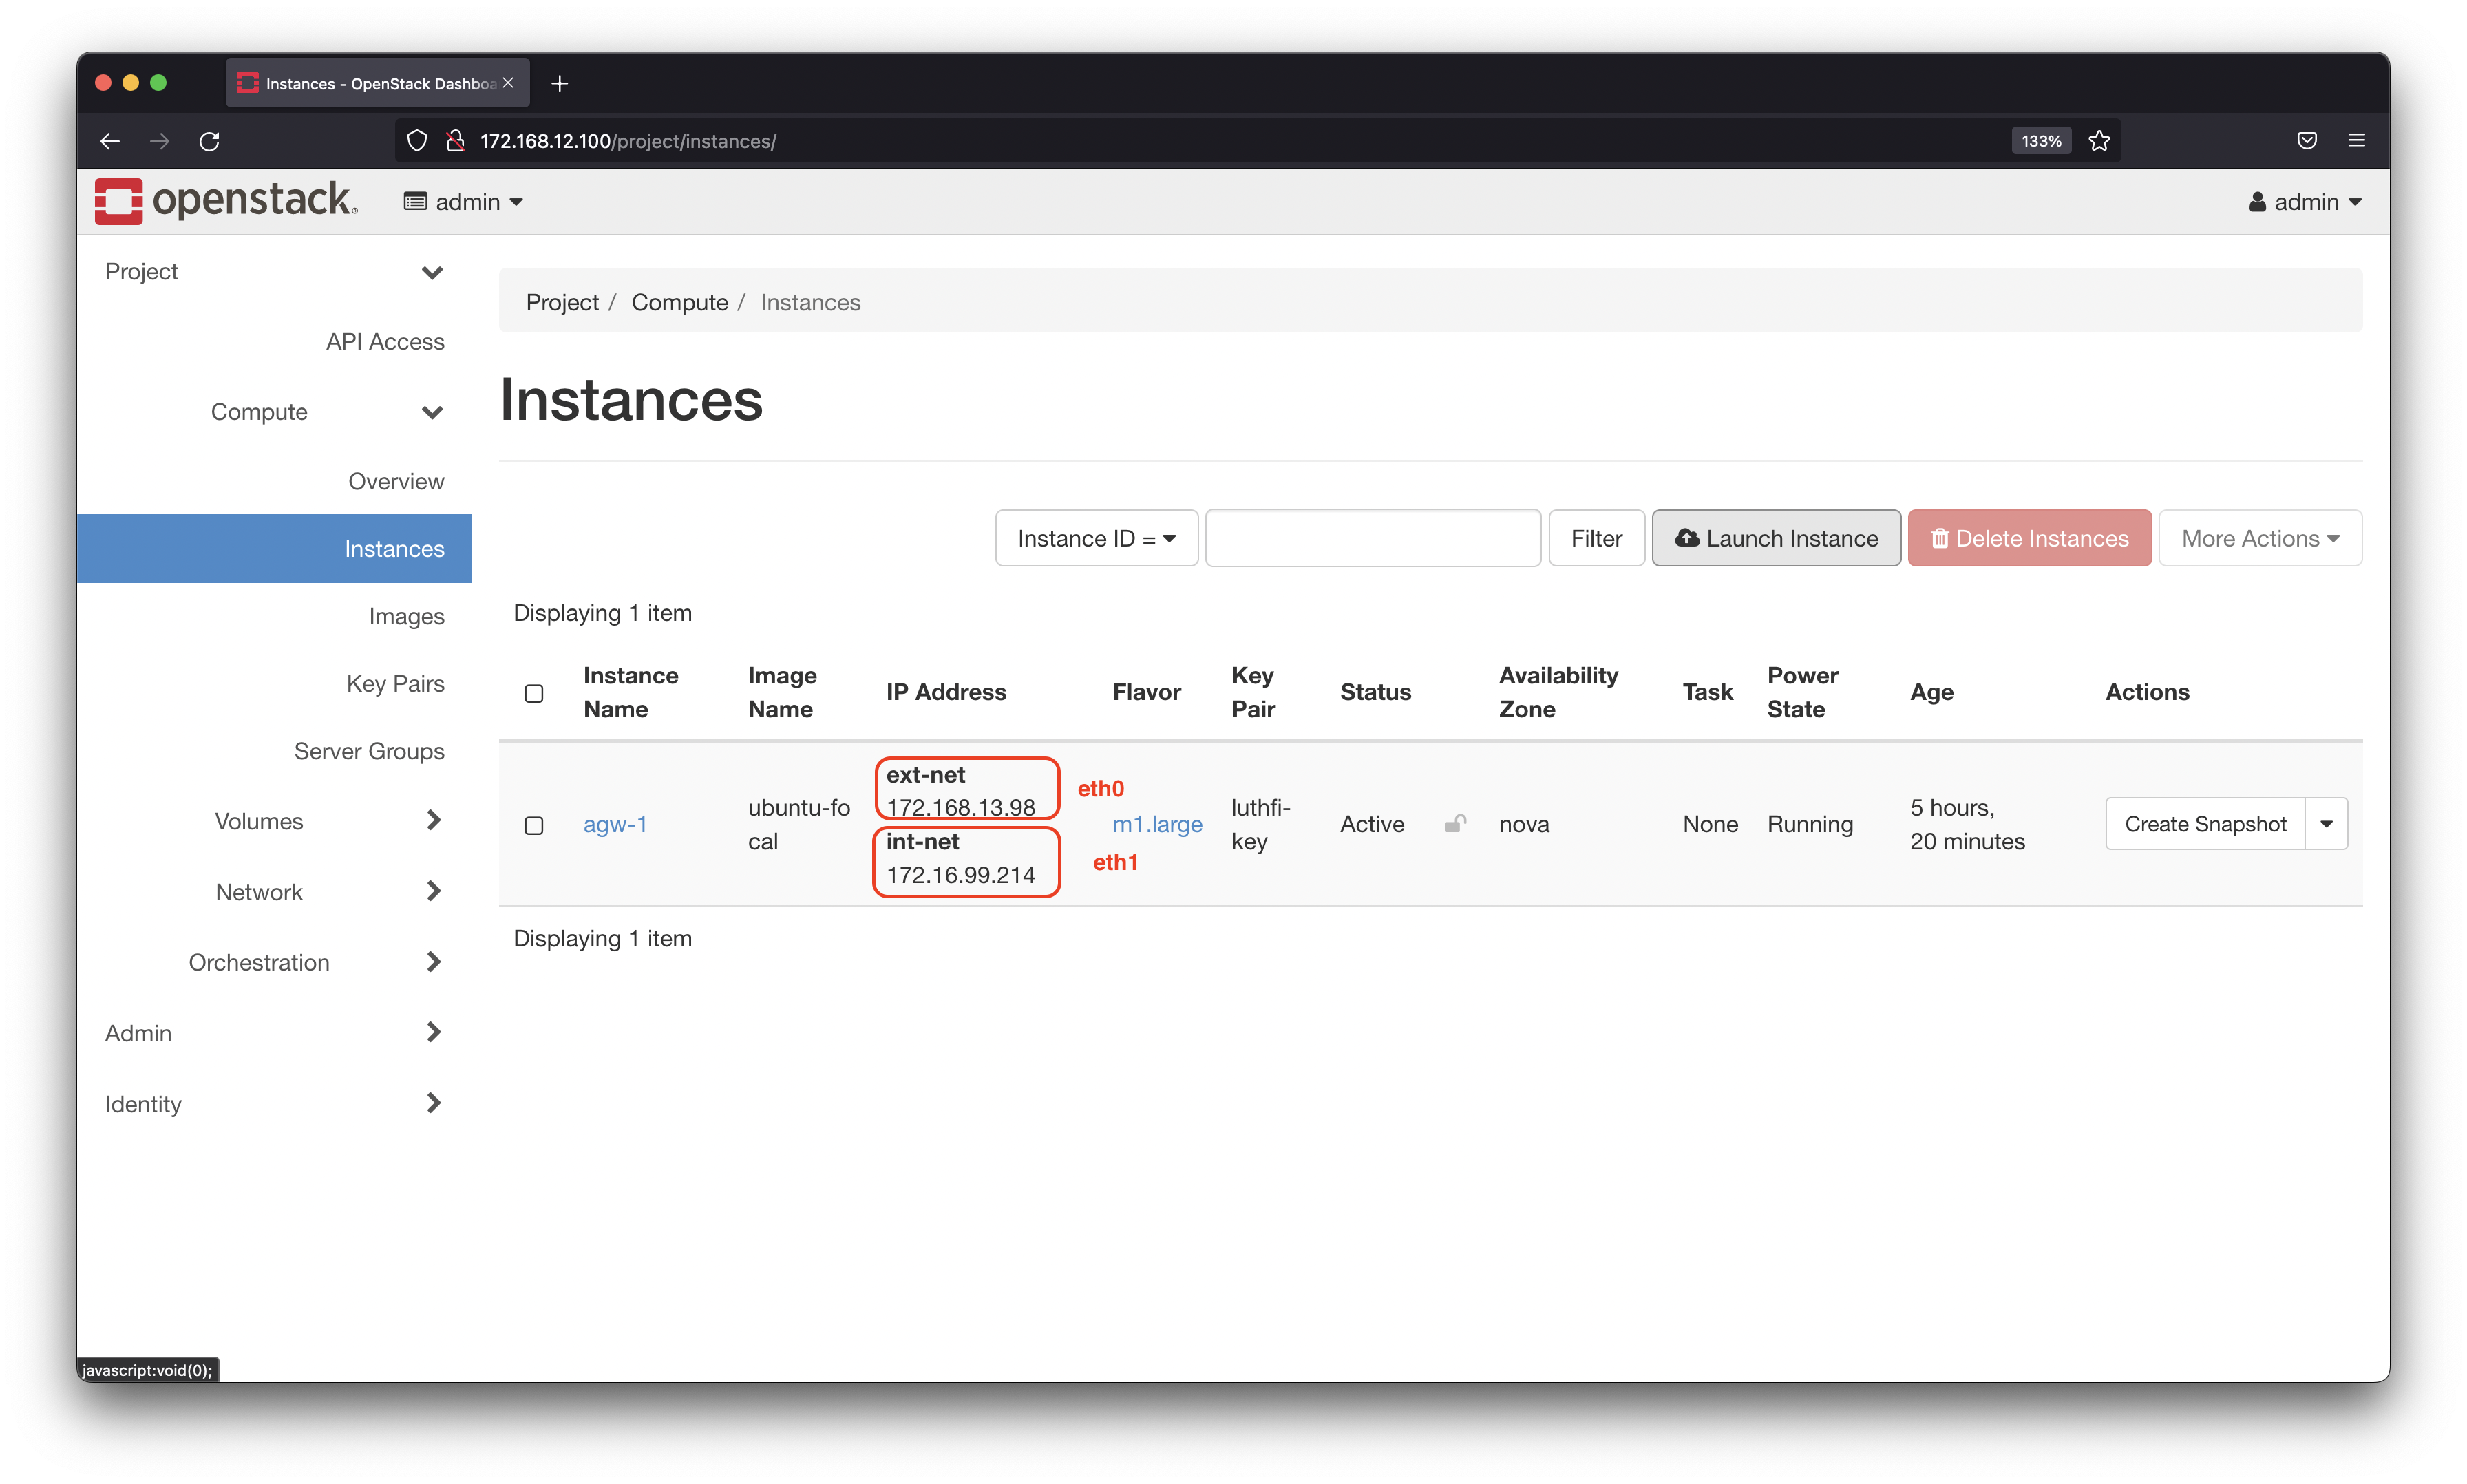 Instances - OpenStack Dashboa
172.168.12.100/project/instances/
133%
openstack.
admin
admin
Project
API Access
Compute
Overview
Instances
Images
Key Pairs
Server Groups
Volumes
Network
Orchestration
Admin
Identity
Project / Compute / Instances
Instances
Instance ID =
Filter
Launch Instance
Delete Instances
More Actions
Displaying 1 item
Instance Name
Image Name
IP Address
Flavor
Key Pair
Status
Availability Zone
Task
Power State
Age
Actions
agw-1
ubuntu-fo
cal
ext-net
172.168.13.98
eth0
int-net
172.16.99.214
eth1
m1.large
luthfi-
key
Active
nova
None
Running
5 hours,
20 minutes
Create Snapshot
Displaying 1 item
javascript:void(0);